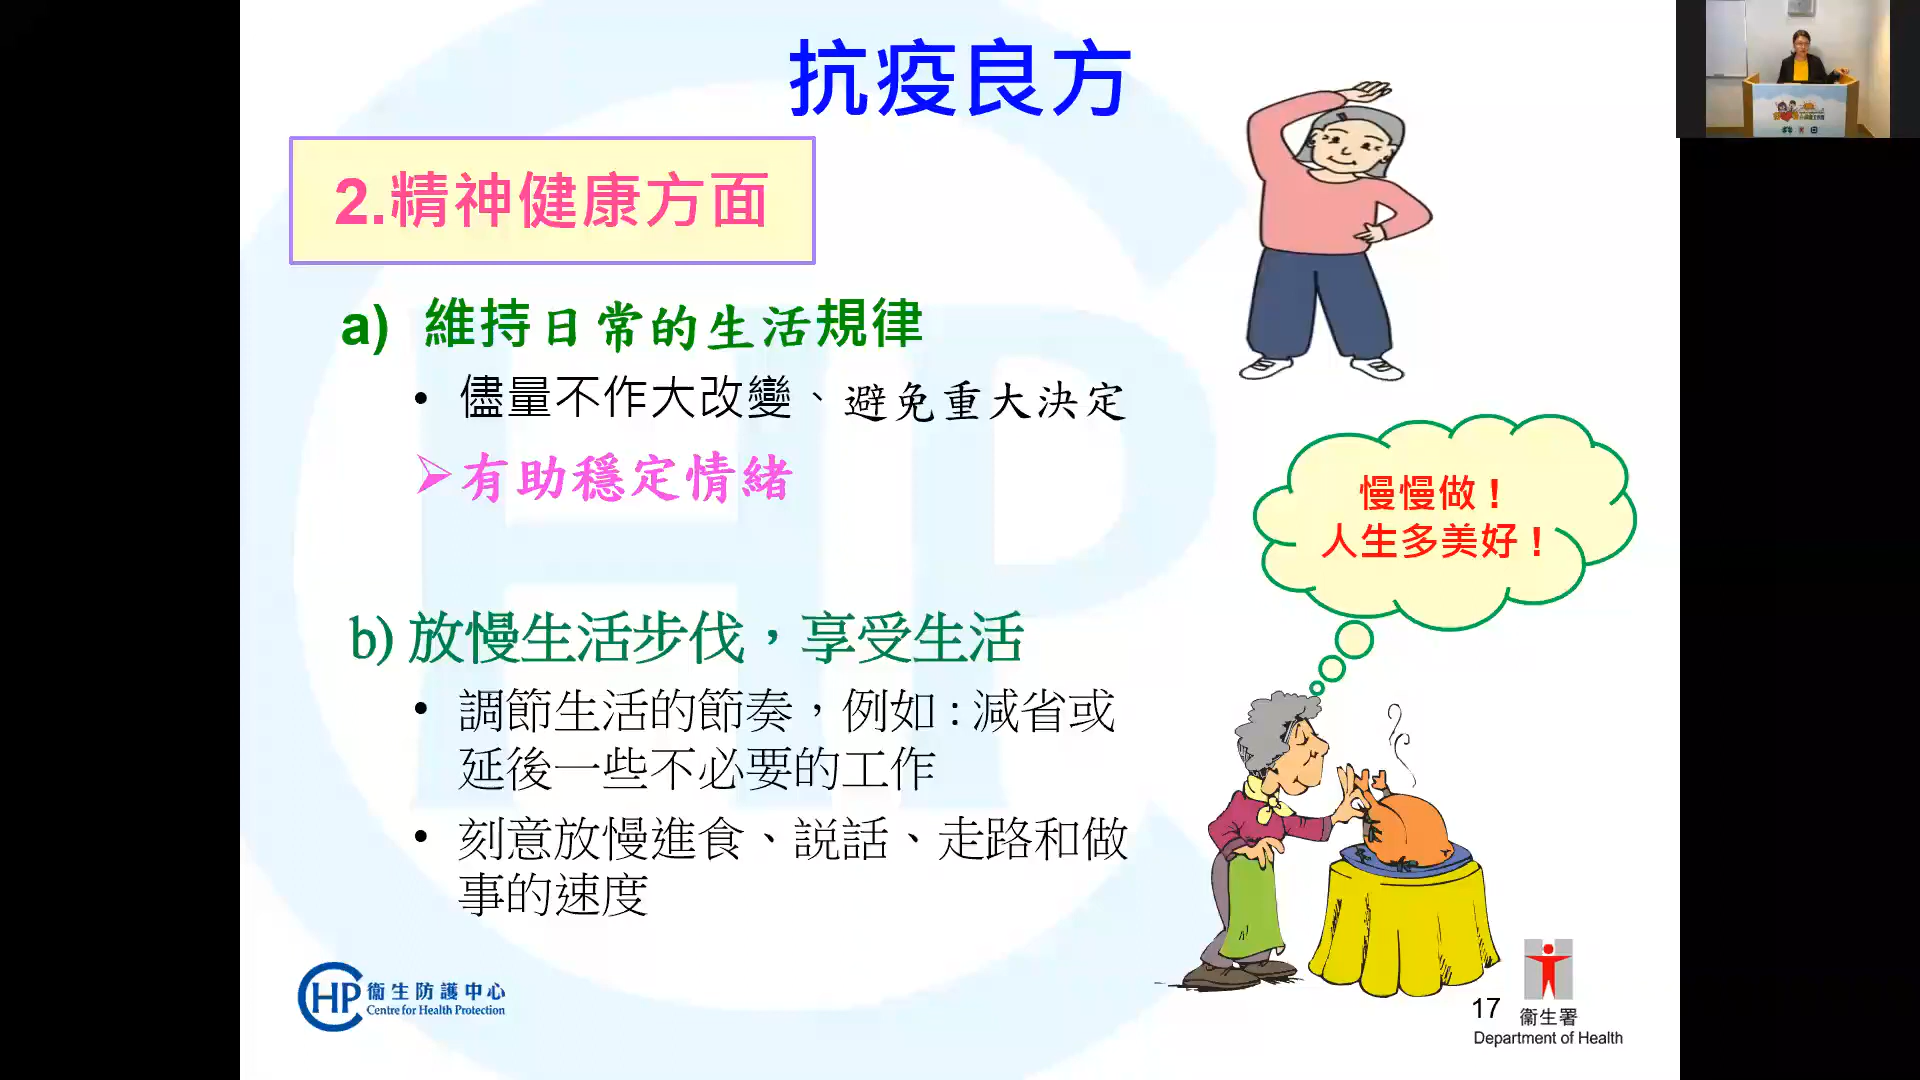 抗疫良方
2.精神健康方面
a) 維持日常的生活規律
• 儘量不作大改變、避免重大決定
➢有助穩定情緒
慢慢做！
人生多美好！
b) 放慢生活步伐，享受生活
• 調節生活的節奏，例如 : 減省或
延後一些不必要的工作
• 刻意放慢進食、説話、走路和做
事的速度
CHP 衞生防護中心
Centre for Health Protection
17
衞生署
Department of Health